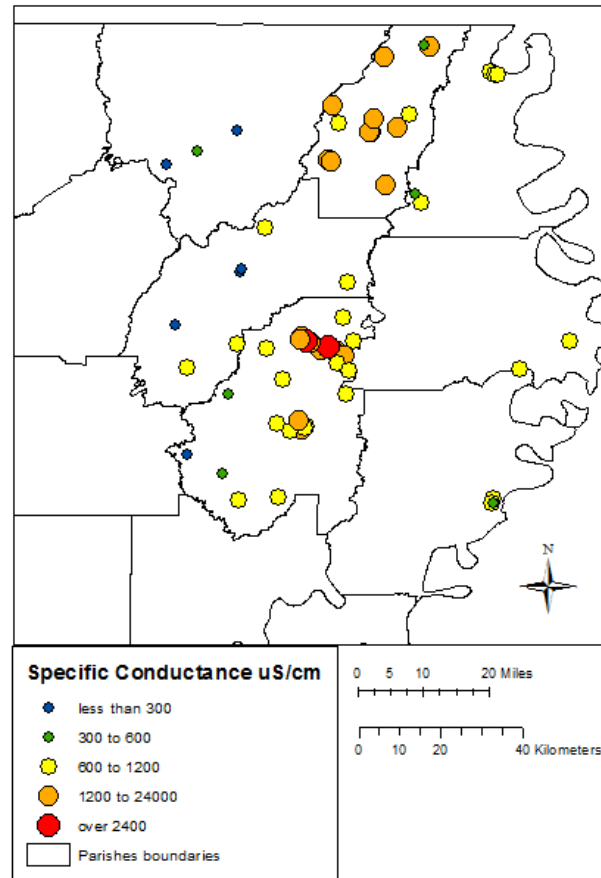 N
Specific Conductance uS/cm
less than 300
300 to 600
600 to 1200
1200 to 24000
over 2400
Parishes boundaries
0 5 10 20 Miles
0 10 20 40 Kilometers